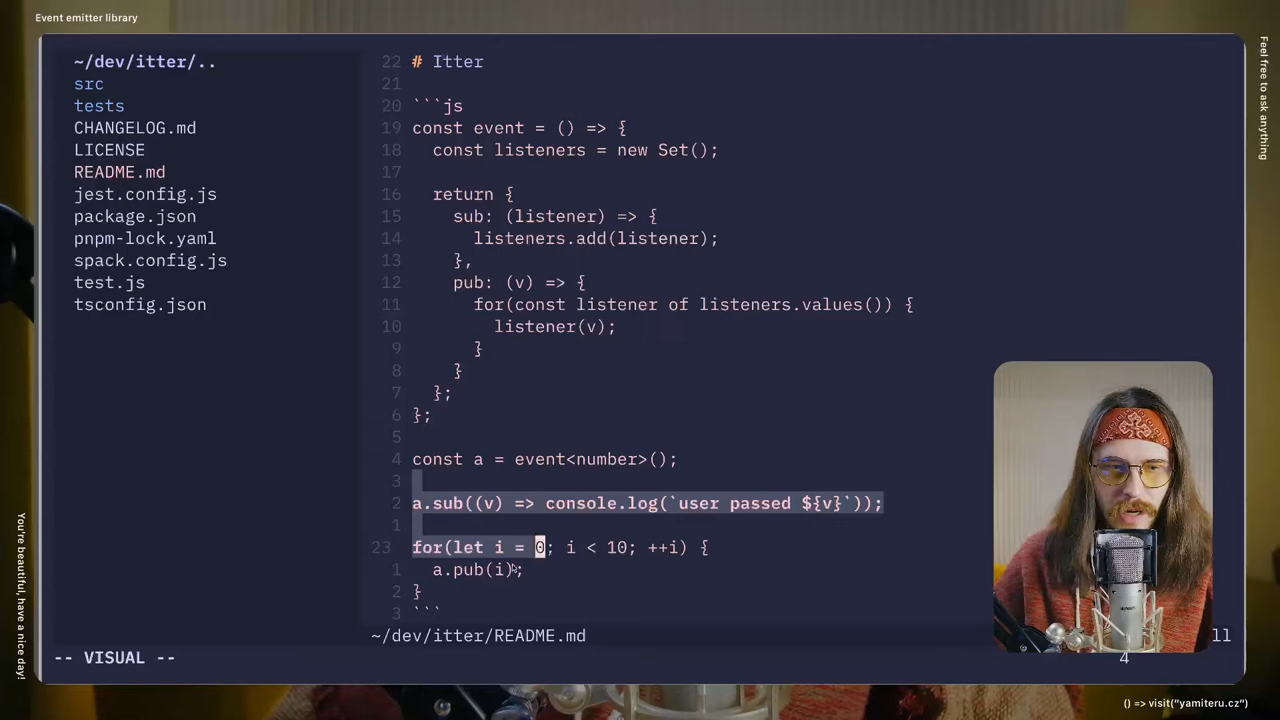 Event emitter library
Feel free to ask anything
~/dev/itter/..
src
tests
CHANGELOG.md
LICENSE
README.md
jest.config.js
package.json
pnpm-lock.yaml
spack.config.js
test.js
tsconfig.json
22 # Itter
21
20 ```js
19 const event = () => {
18   const listeners = new Set();
17
16   return {
15     sub: (listener) => {
14       listeners.add(listener);
13     },
12     pub: (v) => {
11       for(const listener of listeners.values()) {
10         listener(v);
9       }
8     }
7   };
6 };
5
4 const a = event<number>();
3
2 a.sub((v) => console.log(`user passed ${v}`));
1
23 for(let i = 0; i < 10; ++i) {
1   a.pub(i);
2 }
3 ```
~/dev/itter/README.md
-- VISUAL --
4
You're beautiful, have a nice day!
() => visit("yamiteru.cz")